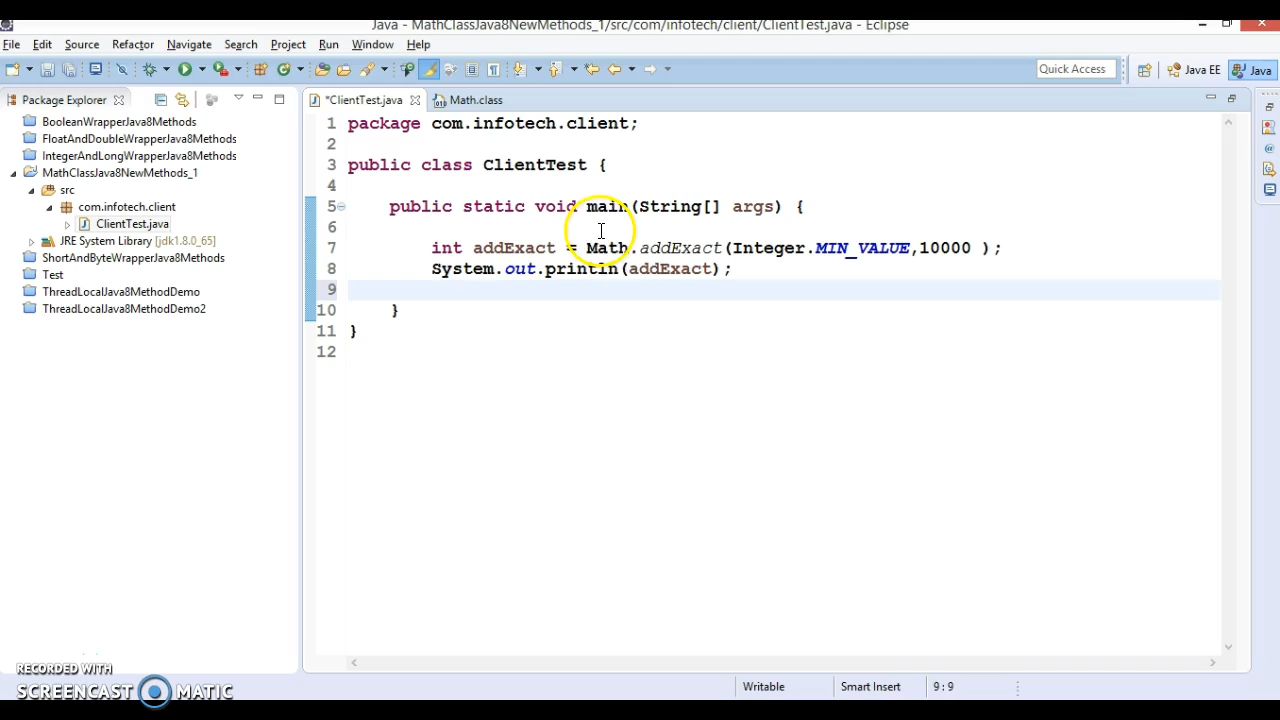 Java - MathClassJava8NewMethods_1/src/com/infotech/client/ClientTest.java - Eclipse
File Edit Source Refactor Navigate Search Project Run Window Help
Quick Access Java EE Java
Package Explorer
*ClientTest.java Math.class
BooleanWrapperJava8Methods
FloatAndDoubleWrapperJava8Methods
IntegerAndLongWrapperJava8Methods
MathClassJava8NewMethods_1
src
com.infotech.client
ClientTest.java
JRE System Library [jdk1.8.0_65]
ShortAndByteWrapperJava8Methods
Test
ThreadLocalJava8MethodDemo
ThreadLocalJava8MethodDemo2
1 package com.infotech.client;
2
3 public class ClientTest {
4
5 public static void main(String[] args) {
6
7 int addExact = Math.addExact(Integer.MIN_VALUE,10000 );
8 System.out.println(addExact);
9
10 }
11 }
12
RECORDED WITH
SCREENCAST MATIC
Writable Smart Insert 9 : 9